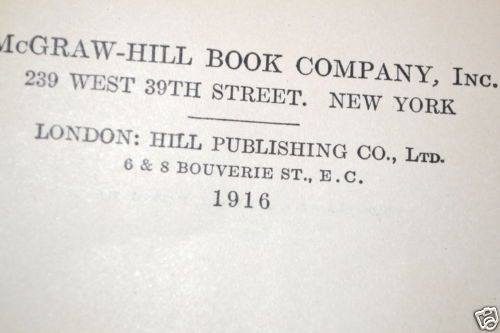 McGRAW-HILL BOOK COMPANY, INC.
239 WEST 39TH STREET. NEW YORK
LONDON: HILL PUBLISHING CO., LTD.
6 & 8 BOUVERIE ST., E. C.
1916